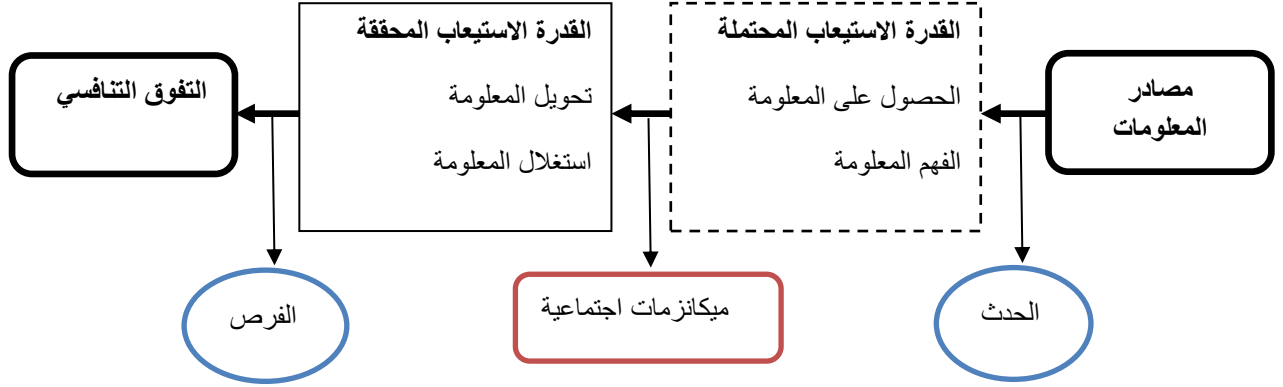 مصادر
المعلومات
القدرة الاستيعاب المحتملة
الحصول على المعلومة
الفهم المعلومة
القدرة الاستيعاب المحققة
تحويل المعلومة
استغلال المعلومة
التفوق التنافسي
الحدث
ميكانزمات اجتماعية
الفرص